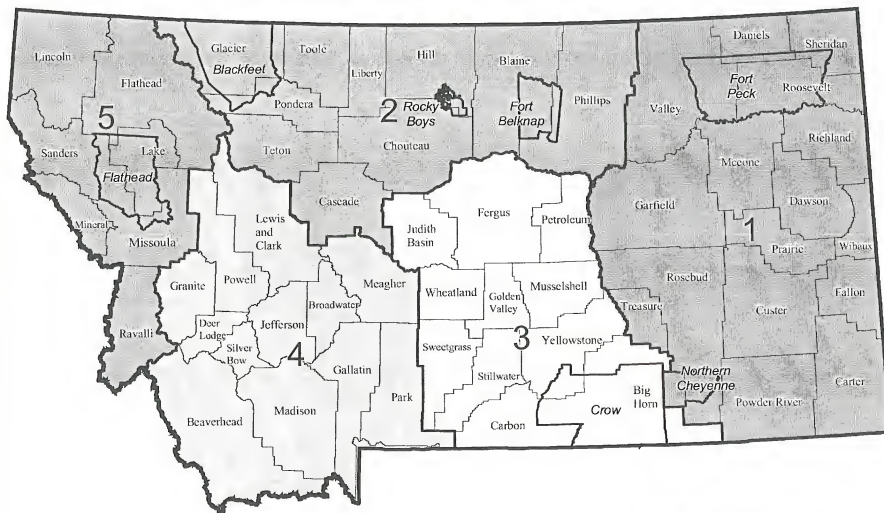 Lincoln
Flathead
Glacier
Blackfeet
Toole
Liberty
Hill
Blaine
Daniels
Sheridan
Fort
Peck
Roosevelt
Pondera
2
Rocky
Boys
Fort
Belknap
Phillips
Valley
5
Sanders
Lake
Flathead
Teton
Chouteau
Richland
Mccone
Mineral
Missoula
Cascade
Lewis
and
Clark
Judith
Basin
Fergus
Petroleum
Garfield
Dawson
1
Prairie
Wibaux
Granite
Powell
Meagher
Wheatland
Golden
Valley
Musselshell
Rosebud
Treasure
Custer
Fallon
Ravalli
Deer
Lodge
Silver
Bow
Jefferson
Broadwater
4
Gallatin
Sweetgrass
3
Yellowstone
Stillwater
Northern
Cheyenne
Carter
Beaverhead
Madison
Park
Carbon
Crow
Big
Horn
Powder River